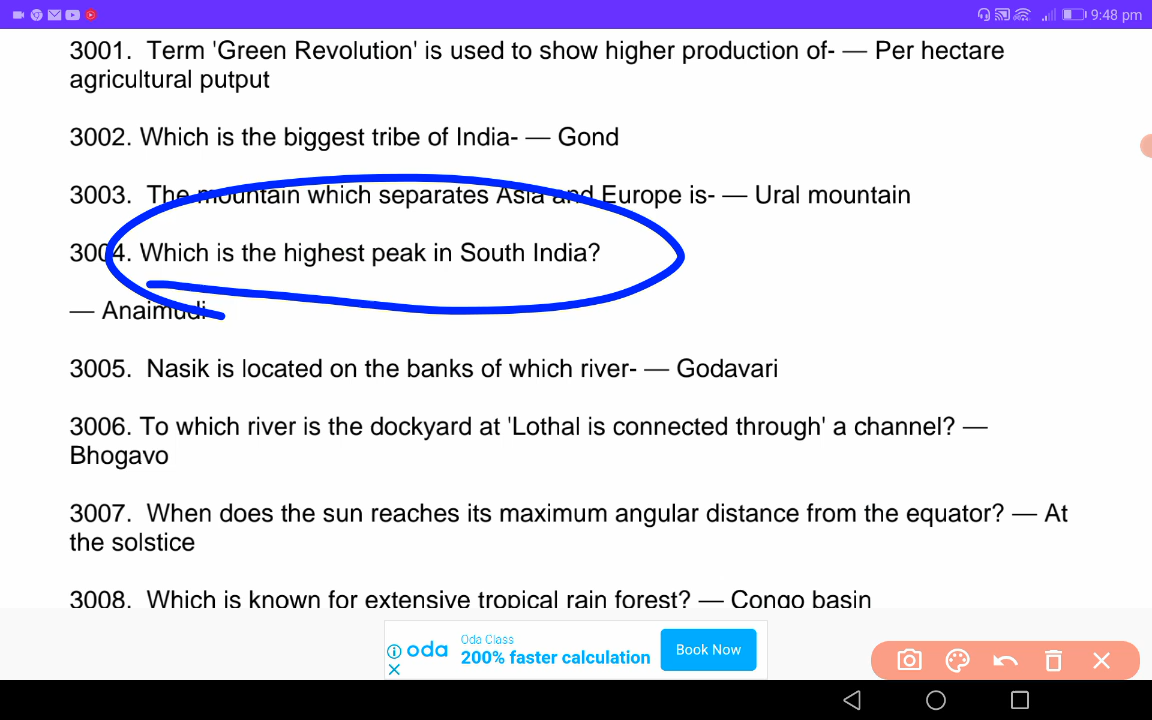 9:48 pm
3001. Term 'Green Revolution' is used to show higher production of- — Per hectare
agricultural putput
3002. Which is the biggest tribe of India- — Gond
3003. The mountain which separates Asia and Europe is- — Ural mountain
3004. Which is the highest peak in South India?
— Anaimudi
3005. Nasik is located on the banks of which river- — Godavari
3006. To which river is the dockyard at 'Lothal is connected through' a channel? —
Bhogavo
3007. When does the sun reaches its maximum angular distance from the equator? — At
the solstice
3008. Which is known for extensive tropical rain forest? — Congo basin
oda
Oda Class
200% faster calculation
Book Now